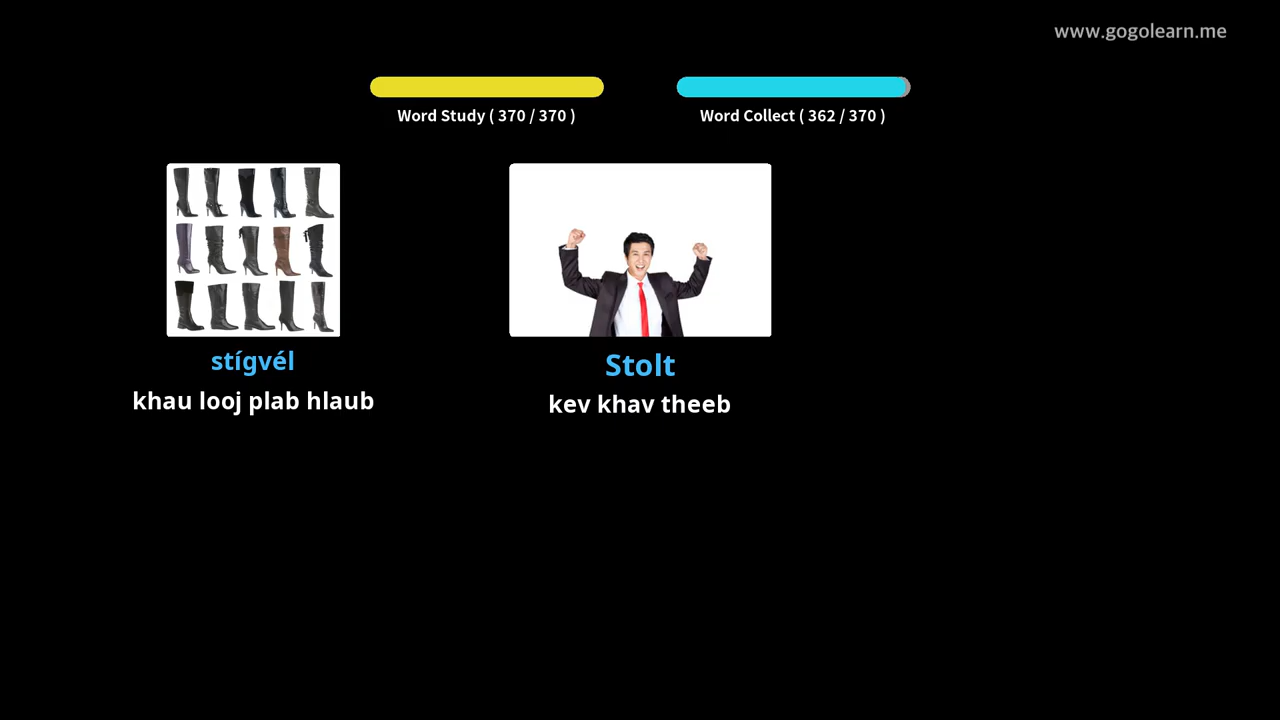 www.gogolearn.me
Word Study ( 370 / 370 )
Word Collect ( 362 / 370 )
stígvél
khau looj plab hlaub
Stolt
kev khav theeb